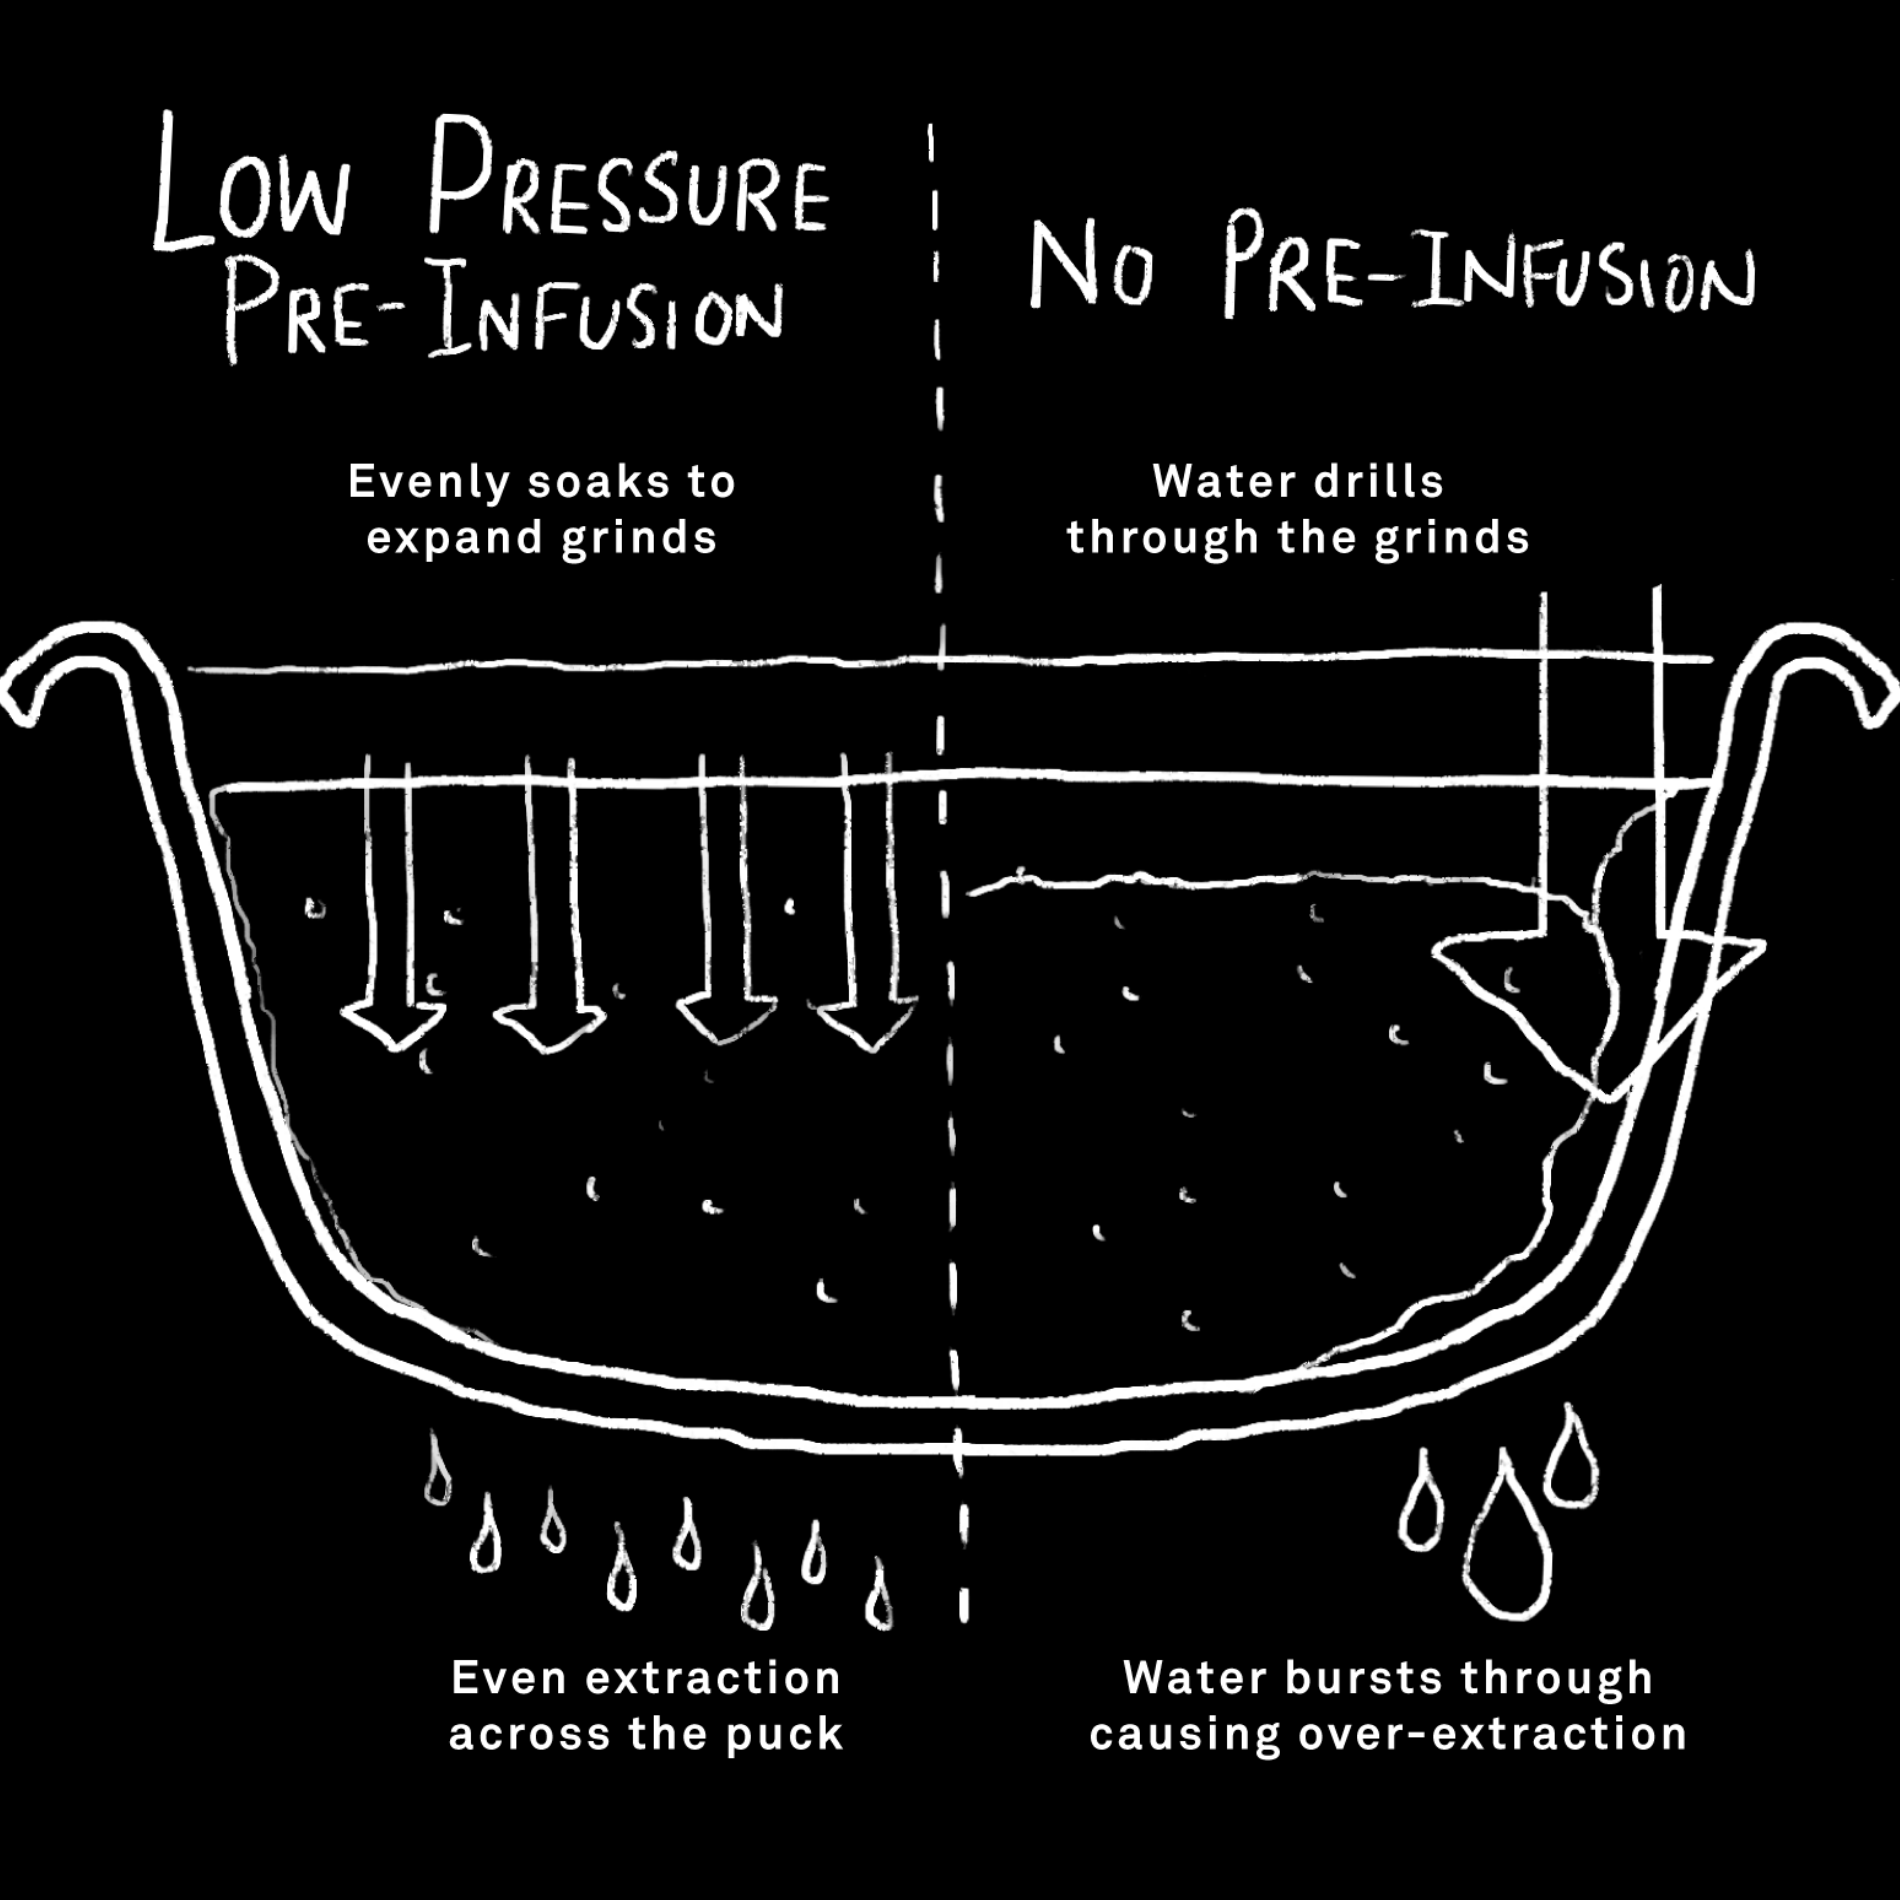 LOW PRESSURE
PRE-INFUSION
Evenly soaks to
expand grinds
Even extraction
across the puck
NO PRE-INFUSION
Water drills
through the grinds
Water bursts through
causing over-extraction